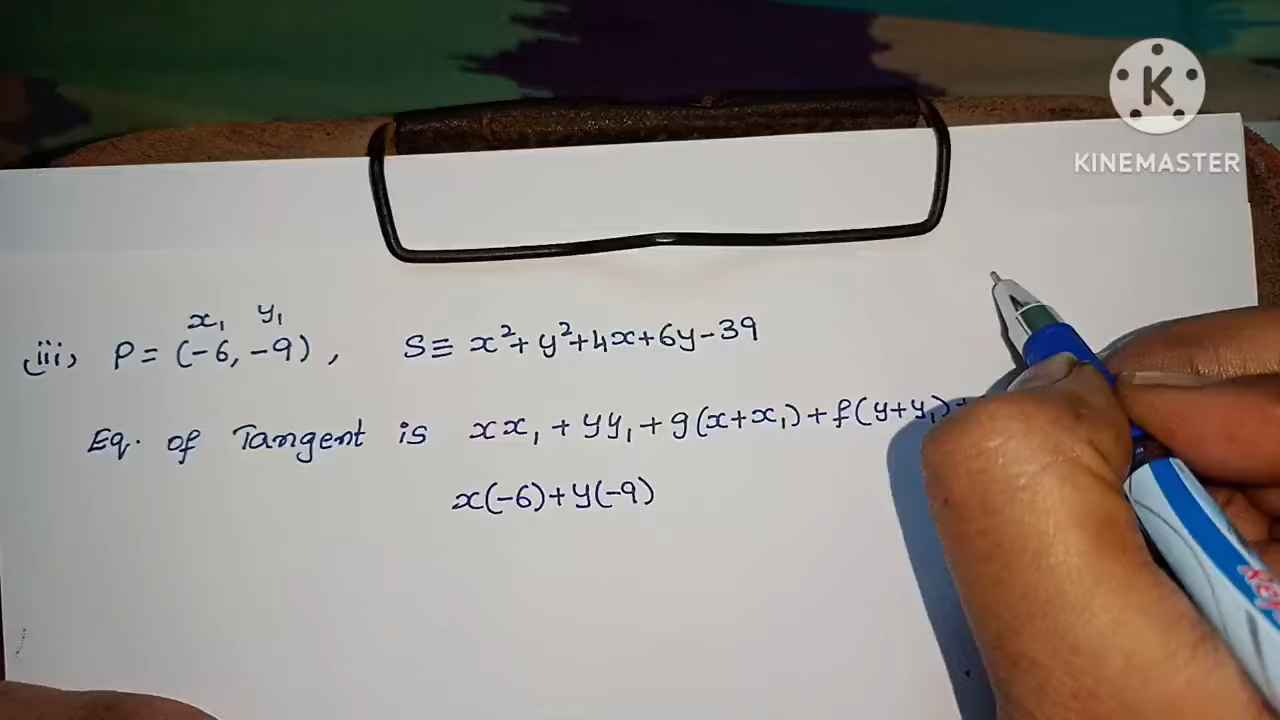 K
KINEMASTER
x₁ y₁
(iii) P = (-6, -9) , S ≡ x² + y² + 4x + 6y - 39
Eq. of Tangent is xx₁ + yy₁ + g(x+x₁) + f(y+y₁) +
x(-6) + y(-9)